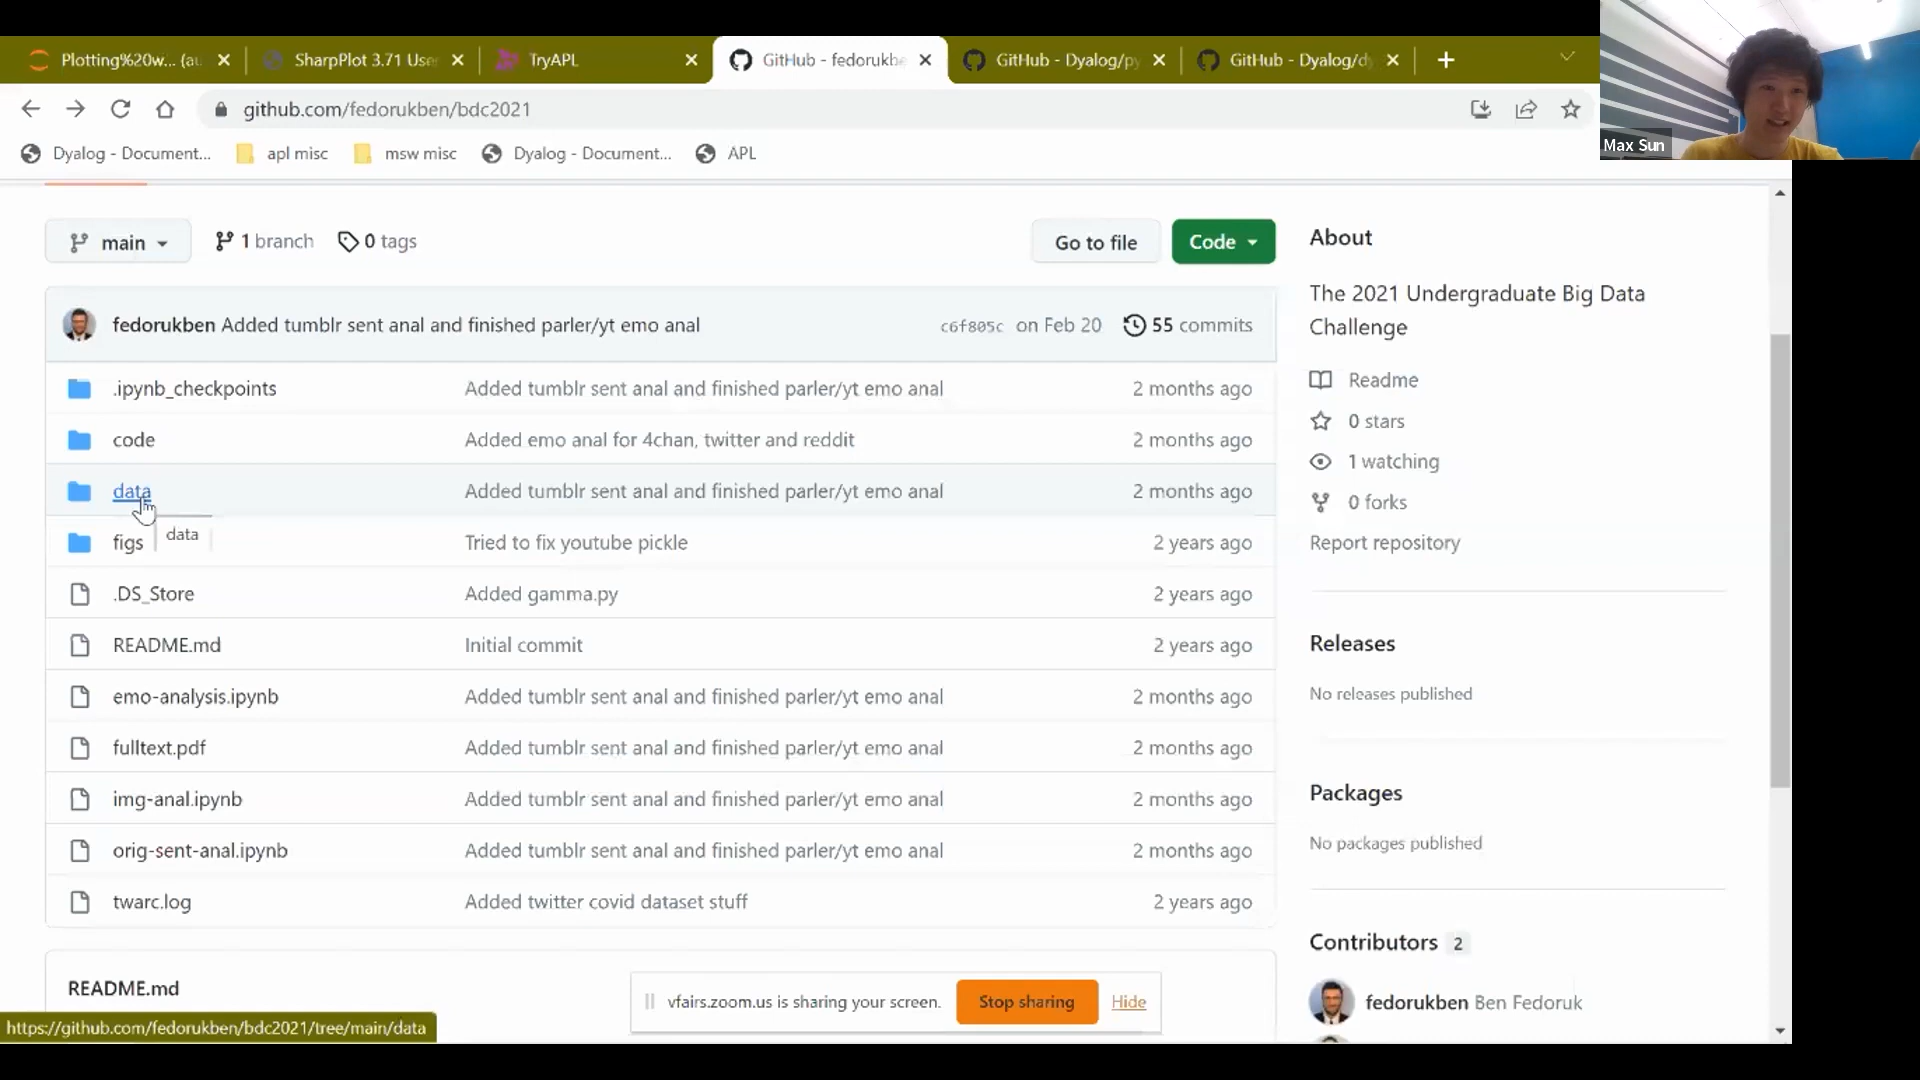 Plotting%20w... (au
SharpPlot 3.71 Use
TryAPL
GitHub - fedorukbe
GitHub - Dyalog/py
GitHub - Dyalog/d
github.com/fedorukben/bdc2021
Dyalog - Document...
apl misc
msw misc
Dyalog - Document...
APL
Max Sun
main
1 branch
0 tags
Go to file
Code
fedorukben Added tumblr sent anal and finished parler/yt emo anal
c6f805c on Feb 20
55 commits
.ipynb_checkpoints Added tumblr sent anal and finished parler/yt emo anal 2 months ago
code Added emo anal for 4chan, twitter and reddit 2 months ago
data Added tumblr sent anal and finished parler/yt emo anal 2 months ago
data
figs Tried to fix youtube pickle 2 years ago
.DS_Store Added gamma.py 2 years ago
README.md Initial commit 2 years ago
emo-analysis.ipynb Added tumblr sent anal and finished parler/yt emo anal 2 months ago
fulltext.pdf Added tumblr sent anal and finished parler/yt emo anal 2 months ago
img-anal.ipynb Added tumblr sent anal and finished parler/yt emo anal 2 months ago
orig-sent-anal.ipynb Added tumblr sent anal and finished parler/yt emo anal 2 months ago
twarc.log Added twitter covid dataset stuff 2 years ago
README.md
About
The 2021 Undergraduate Big Data
Challenge
Readme
0 stars
1 watching
0 forks
Report repository
Releases
No releases published
Packages
No packages published
Contributors 2
fedorukben Ben Fedoruk
vfairs.zoom.us is sharing your screen.
Stop sharing
Hide
https://github.com/fedorukben/bdc2021/tree/main/data